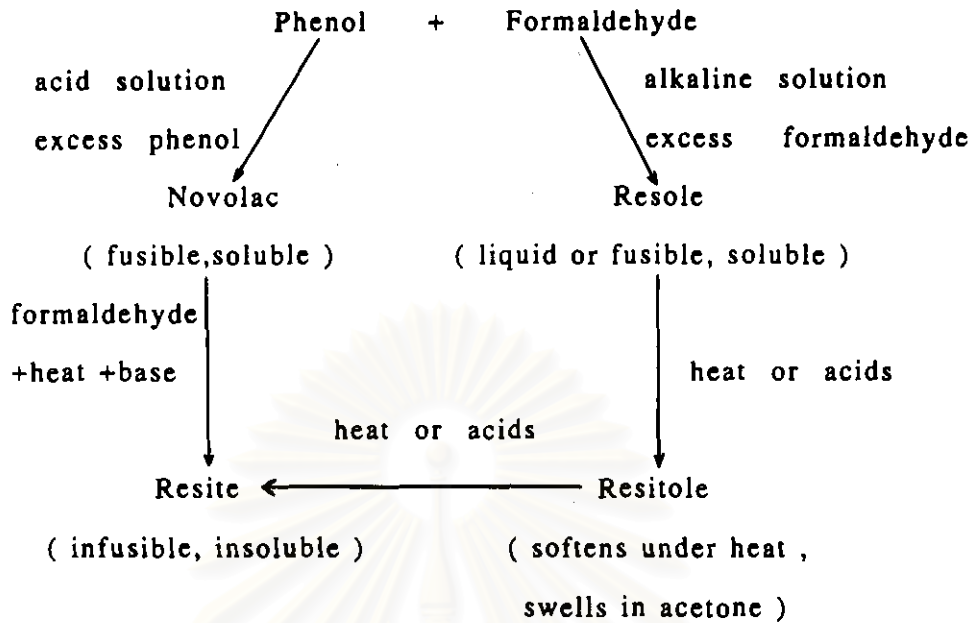 Phenol + Formaldehyde
acid solution
alkaline solution
excess phenol
excess formaldehyde
Novolac
Resole
( fusible,soluble )
( liquid or fusible, soluble )
formaldehyde
+heat +base
heat or acids
heat or acids
Resite
Resitole
( infusible, insoluble )
( softens under heat ,
swells in acetone )